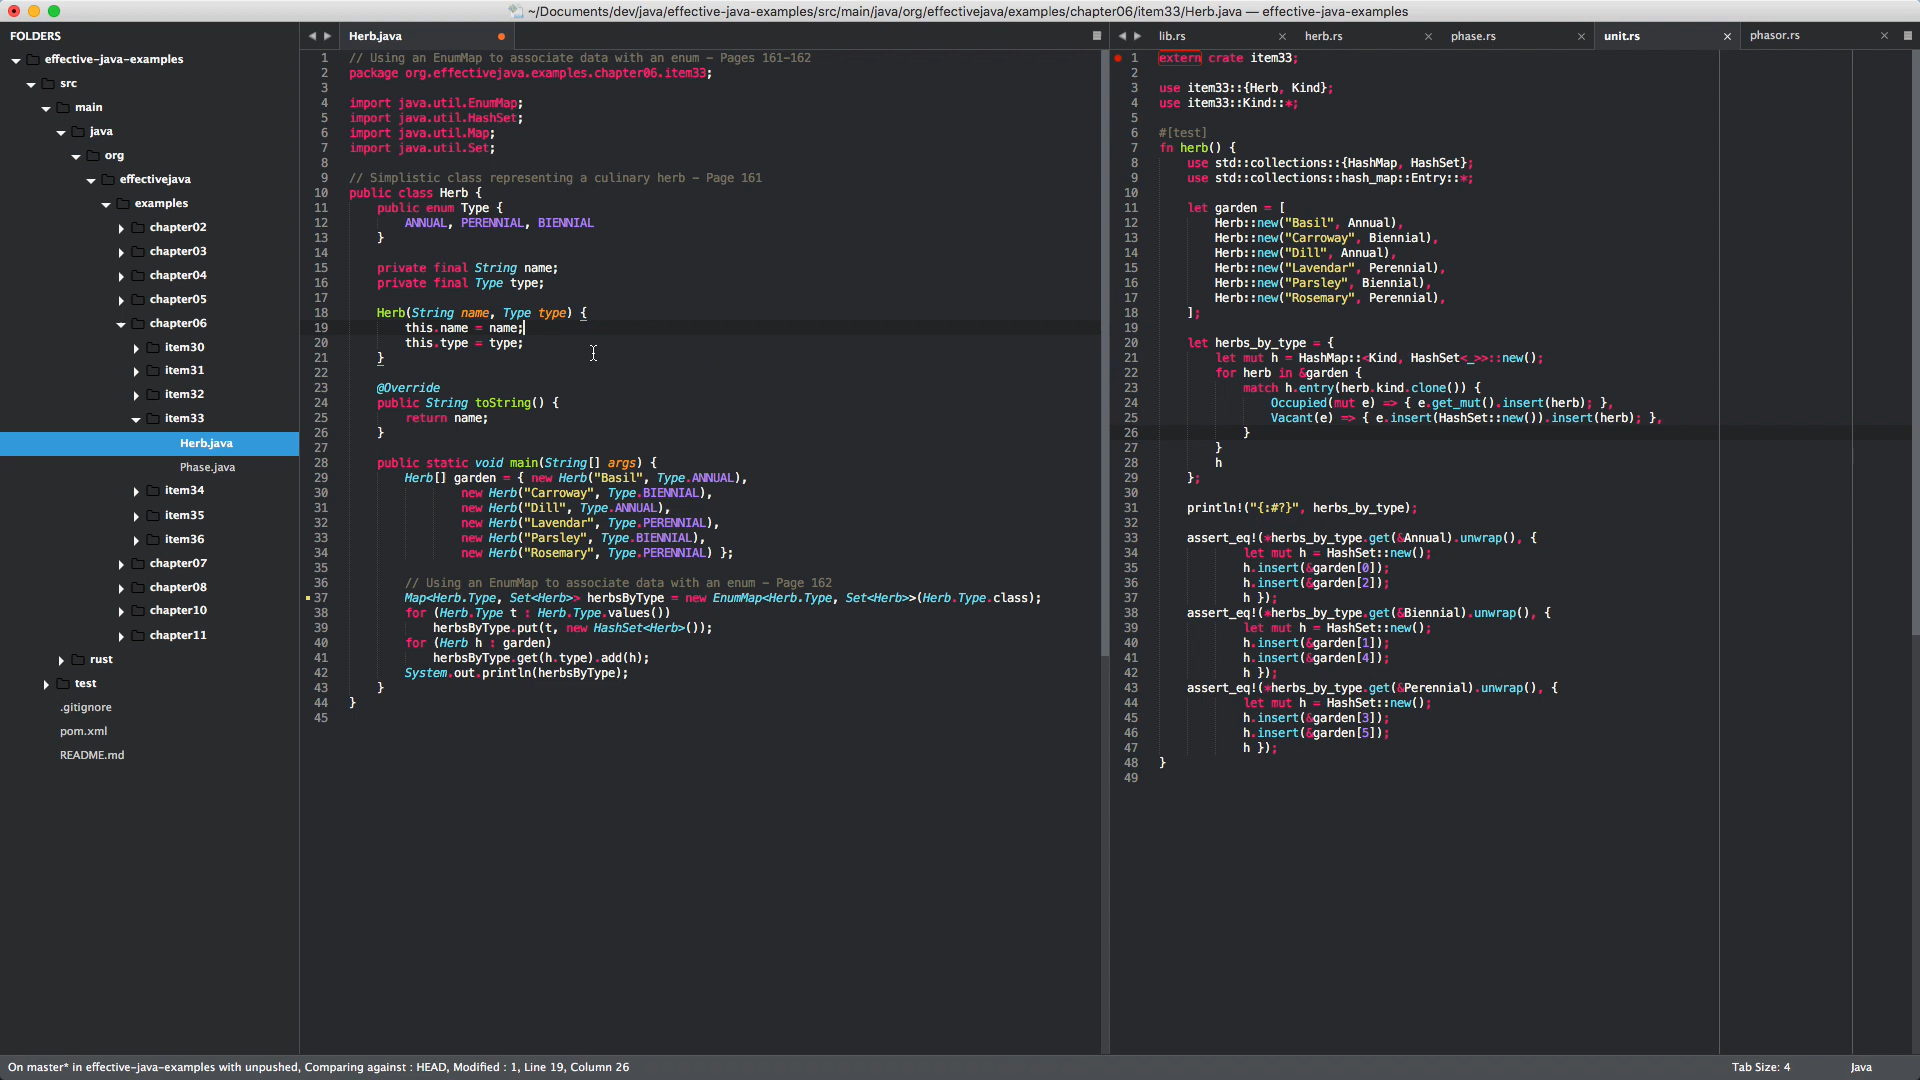 ~/Documents/dev/java/effective-java-examples/src/main/java/org/effectivejava/examples/chapter06/item33/Herb.java — effective-java-examples
FOLDERS
effective-java-examples
src
main
java
org
effectivejava
examples
chapter02
chapter03
chapter04
chapter05
chapter06
item30
item31
item32
item33
Herb.java
Phase.java
item34
item35
item36
chapter07
chapter08
chapter10
chapter11
rust
test
.gitignore
pom.xml
README.md
Herb.java
1 // Using an EnumMap to associate data with an enum - Pages 161-162
2 package org.effectivejava.examples.chapter06.item33;
3
4 import java.util.EnumMap;
5 import java.util.HashSet;
6 import java.util.Map;
7 import java.util.Set;
8
9 // Simplistic class representing a culinary herb - Page 161
10 public class Herb {
11     public enum Type {
12         ANNUAL, PERENNIAL, BIENNIAL
13     }
14
15     private final String name;
16     private final Type type;
17
18     Herb(String name, Type type) {
19         this.name = name;
20         this.type = type;
21     }
22
23     @Override
24     public String toString() {
25         return name;
26     }
27
28     public static void main(String[] args) {
29         Herb[] garden = { new Herb("Basil", Type.ANNUAL),
30                 new Herb("Carroway", Type.BIENNIAL),
31                 new Herb("Dill", Type.ANNUAL),
32                 new Herb("Lavendar", Type.PERENNIAL),
33                 new Herb("Parsley", Type.BIENNIAL),
34                 new Herb("Rosemary", Type.PERENNIAL) };
35
36         // Using an EnumMap to associate data with an enum - Page 162
37         Map<Herb.Type, Set<Herb>> herbsByType = new EnumMap<Herb.Type, Set<Herb>>(Herb.Type.class);
38         for (Herb.Type t : Herb.Type.values())
39             herbsByType.put(t, new HashSet<Herb>());
40         for (Herb h : garden)
41             herbsByType.get(h.type).add(h);
42         System.out.println(herbsByType);
43     }
44 }
45
lib.rs herb.rs phase.rs unit.rs phasor.rs
1 extern crate item33;
2
3 use item33::{Herb, Kind};
4 use item33::Kind::*;
5
6 #[test]
7 fn herb() {
8     use std::collections::{HashMap, HashSet};
9     use std::collections::hash_map::Entry::*;
10
11     let garden = [
12         Herb::new("Basil", Annual),
13         Herb::new("Carroway", Biennial),
14         Herb::new("Dill", Annual),
15         Herb::new("Lavendar", Perennial),
16         Herb::new("Parsley", Biennial),
17         Herb::new("Rosemary", Perennial),
18     ];
19
20     let herbs_by_type = {
21         let mut h = HashMap::<Kind, HashSet<_>>::new();
22         for herb in &garden {
23             match h.entry(herb.kind.clone()) {
24                 Occupied(mut e) => { e.get_mut().insert(herb); },
25                 Vacant(e) => { e.insert(HashSet::new()).insert(herb); },
26             }
27         }
28         h
29     };
30
31     println!("{:#?}", herbs_by_type);
32
33     assert_eq!(*herbs_by_type.get(&Annual).unwrap(), {
34             let mut h = HashSet::new();
35             h.insert(&garden[0]);
36             h.insert(&garden[2]);
37             h });
38     assert_eq!(*herbs_by_type.get(&Biennial).unwrap(), {
39             let mut h = HashSet::new();
40             h.insert(&garden[1]);
41             h.insert(&garden[4]);
42             h });
43     assert_eq!(*herbs_by_type.get(&Perennial).unwrap(), {
44             let mut h = HashSet::new();
45             h.insert(&garden[3]);
46             h.insert(&garden[5]);
47             h });
48 }
49
On master* in effective-java-examples with unpushed, Comparing against : HEAD, Modified : 1, Line 19, Column 26
Tab Size: 4 Java